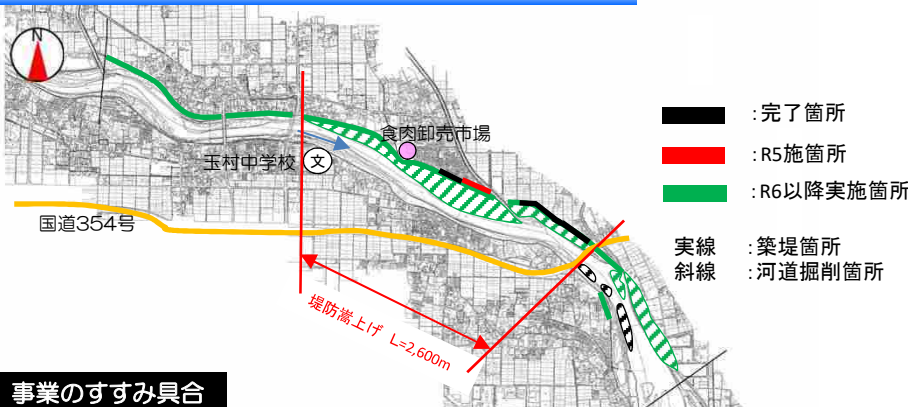 N
食肉卸売市場
玉村中学校
文
国道354号
堤防嵩上げ L=2,600m
:完了箇所
:R5施箇所
:R6以降実施箇所
実線 :築堤箇所
斜線 :河道掘削箇所
事業のすすみ具合